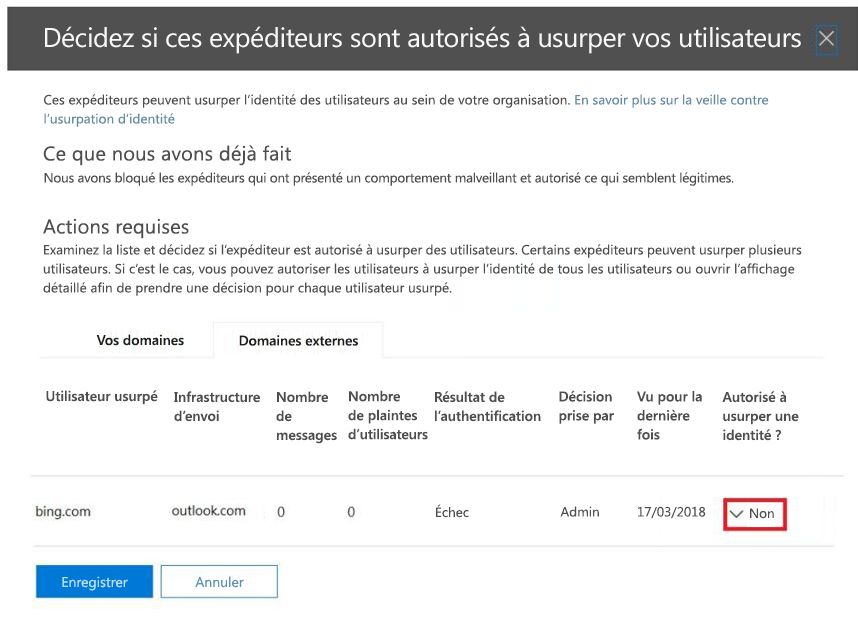 Décidez si ces expéditeurs sont autorisés à usurper vos utilisateurs
Ces expéditeurs peuvent usurper l'identité des utilisateurs au sein de votre organisation. En savoir plus sur la veille contre
l'usurpation d'identité
Ce que nous avons déjà fait
Nous avons bloqué les expéditeurs qui ont présenté un comportement malveillant et autorisé ce qui semblent légitimes.
Actions requises
Examinez la liste et décidez si l'expéditeur est autorisé à usurper des utilisateurs. Certains expéditeurs peuvent usurper plusieurs
utilisateurs. Si c'est le cas, vous pouvez autoriser les utilisateurs à usurper l'identité de tous les utilisateurs ou ouvrir l'affichage
détaillé afin de prendre une décision pour chaque utilisateur usurpé.
Vos domaines Domaines externes
Utilisateur usurpé Infrastructure Nombre Nombre Résultat de Décision Vu pour la Autorisé à
d'envoi de de plaintes l'authentification prise par dernière usurper une
messages d'utilisateurs fois identité ?
bing.com outlook.com 0 0 Échec Admin 17/03/2018 Non
Enregistrer Annuler